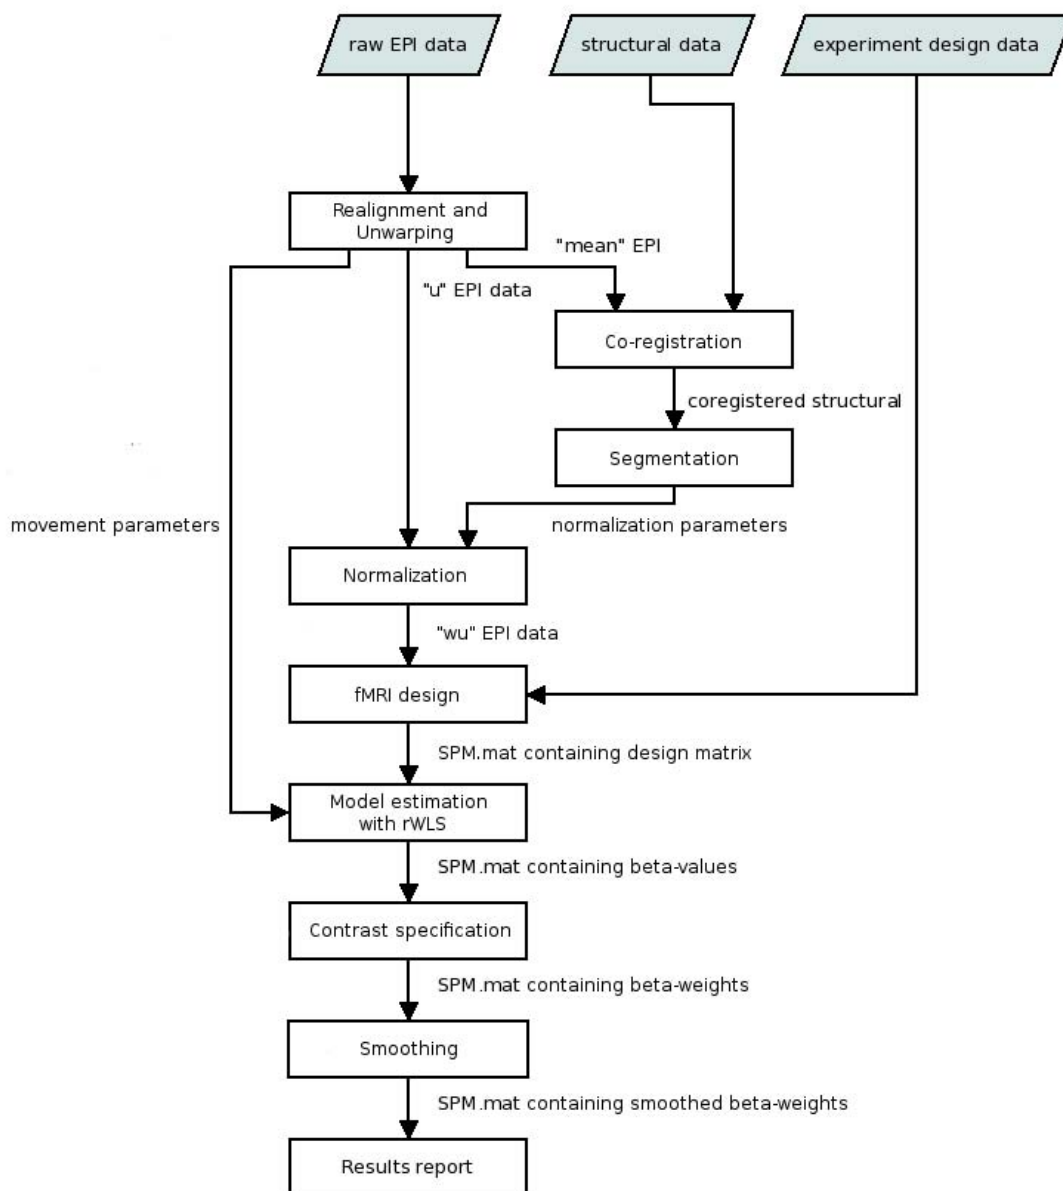 raw EPI data
structural data
experiment design data
Realignment and
Unwarping
"mean" EPI
"u" EPI data
Co-registration
coregistered structural
Segmentation
movement parameters
normalization parameters
Normalization
"wu" EPI data
fMRI design
SPM.mat containing design matrix
Model estimation
with rWLS
SPM.mat containing beta-values
Contrast specification
SPM.mat containing beta-weights
Smoothing
SPM.mat containing smoothed beta-weights
Results report